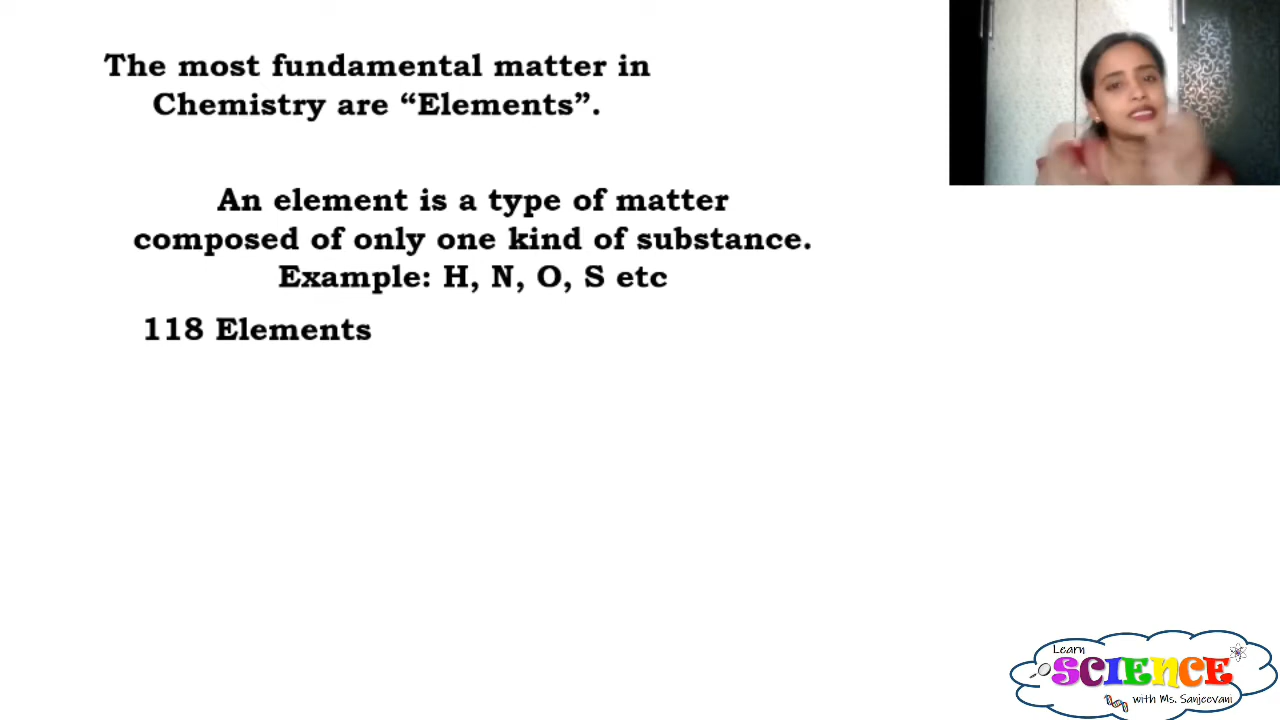 The most fundamental matter in
Chemistry are “Elements”.
An element is a type of matter
composed of only one kind of substance.
Example: H, N, O, S etc
118 Elements
Learn
SCIENCE
with Ms. Sanjeevani